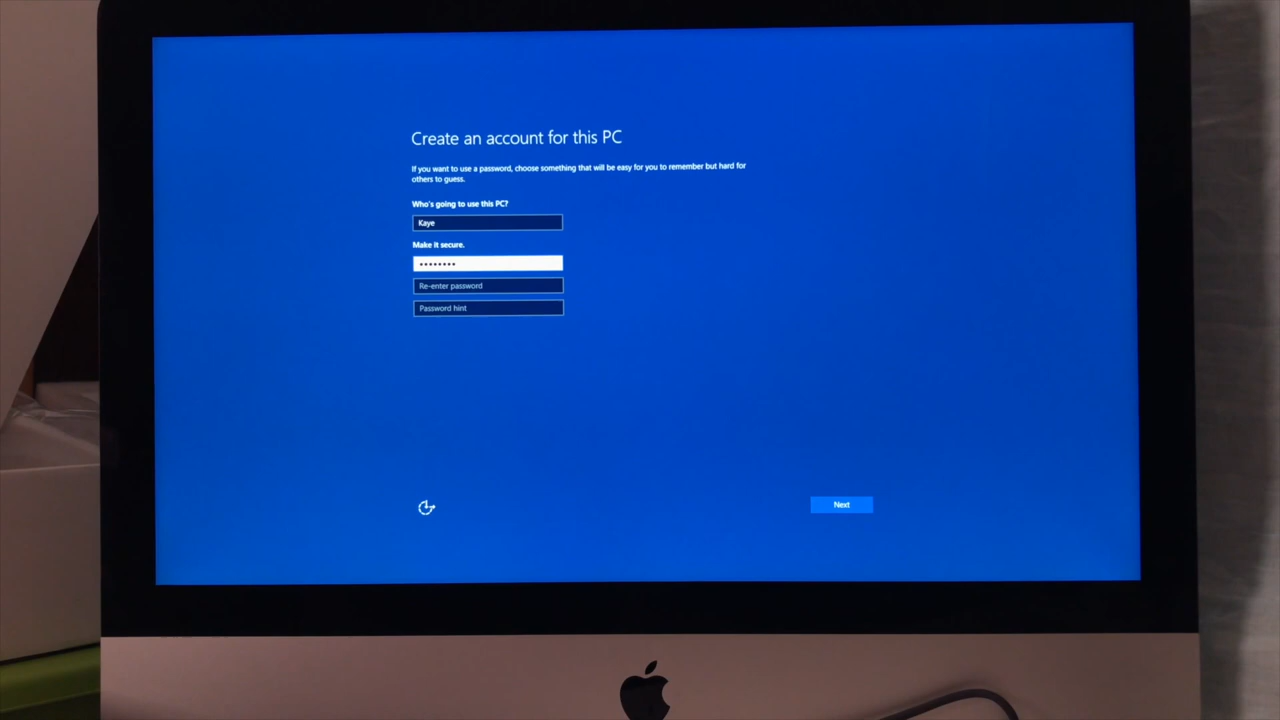 Create an account for this PC
If you want to use a password, choose something that will be easy for you to remember but hard for
others to guess.
Who's going to use this PC?
Kaye
Make it secure.
••••••••
Re-enter password
Password hint
Next